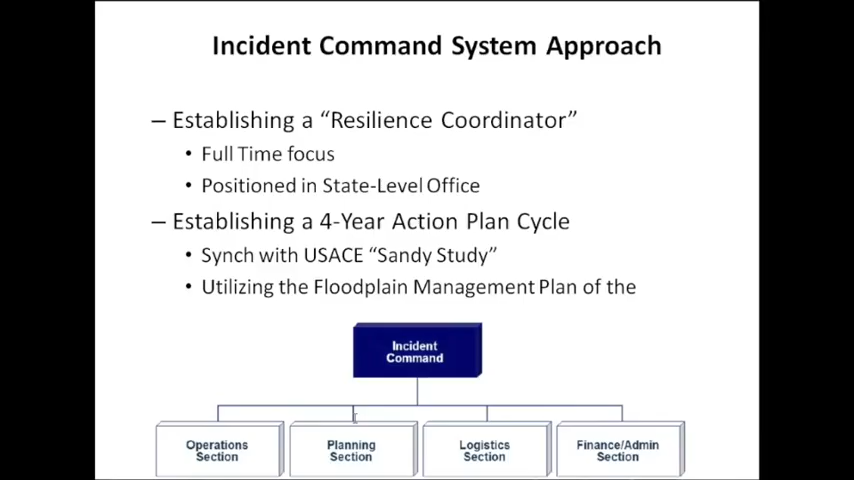 Incident Command System Approach
– Establishing a “Resilience Coordinator”
• Full Time focus
• Positioned in State-Level Office
– Establishing a 4-Year Action Plan Cycle
• Synch with USACE “Sandy Study”
• Utilizing the Floodplain Management Plan of the
Incident
Command
Operations
Section
Planning
Section
Logistics
Section
Finance/Admin
Section